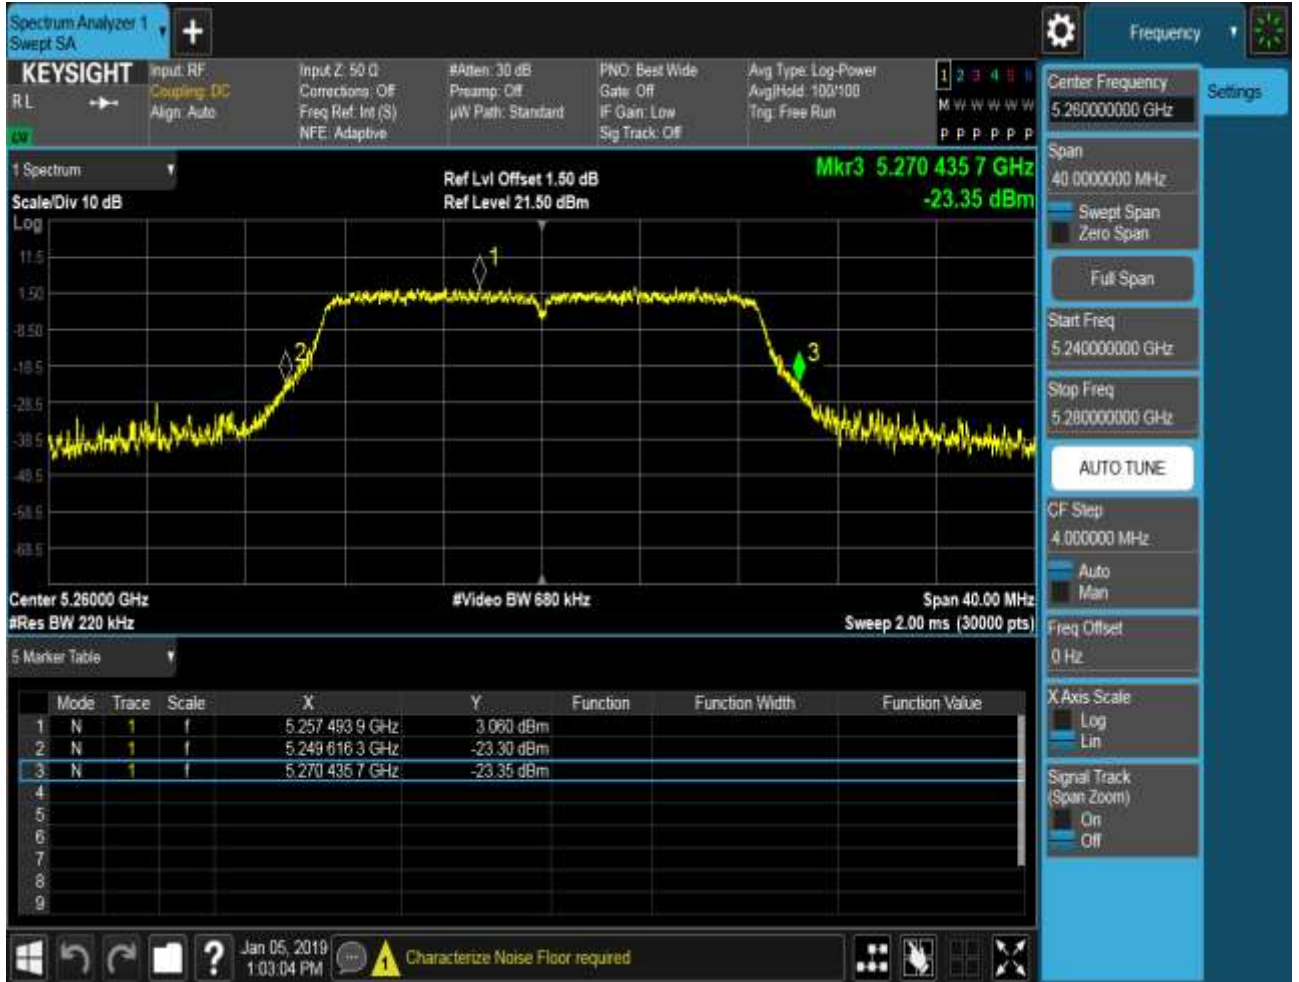 Spectrum Analyzer 1
Swept SA
+
Frequency
KEYSIGHT
R L
Input: RF
Coupling: DC
Align: Auto
Input Z: 50 Ω
Corrections: Off
Freq Ref: Int (S)
NFE: Adaptive
#Atten: 30 dB
Preamp: Off
µW Path: Standard
PNO: Best Wide
Gate: Off
IF Gain: Low
Sig Track: Off
Avg Type: Log-Power
Avg|Hold: 100/100
Trig: Free Run
1 2 3 4 5 6
M W W W W W
P P P P P P
1 Spectrum
Scale/Div 10 dB
Ref Lvl Offset 1.50 dB
Ref Level 21.50 dBm
Mkr3 5.270 435 7 GHz
-23.35 dBm
Log
11.5
1.50
-8.50
-18.5
-28.5
-38.5
-48.5
-58.5
-68.5
1
2
3
Center 5.26000 GHz
#Res BW 220 kHz
#Video BW 680 kHz
Span 40.00 MHz
Sweep 2.00 ms (30000 pts)
5 Marker Table
Mode Trace Scale X Y Function Function Width Function Value
1 N 1 f 5.257 493 9 GHz 3.060 dBm
2 N 1 f 5.249 616 3 GHz -23.30 dBm
3 N 1 f 5.270 435 7 GHz -23.35 dBm
4
5
6
7
8
9
Jan 05, 2019
1:03:04 PM
?
1
Characterize Noise Floor required
Center Frequency
5.260000000 GHz
Settings
Span
40.0000000 MHz
Swept Span
Zero Span
Full Span
Start Freq
5.240000000 GHz
Stop Freq
5.280000000 GHz
AUTO TUNE
CF Step
4.000000 MHz
Auto
Man
Freq Offset
0 Hz
X Axis Scale
Log
Lin
Signal Track
(Span Zoom)
On
Off